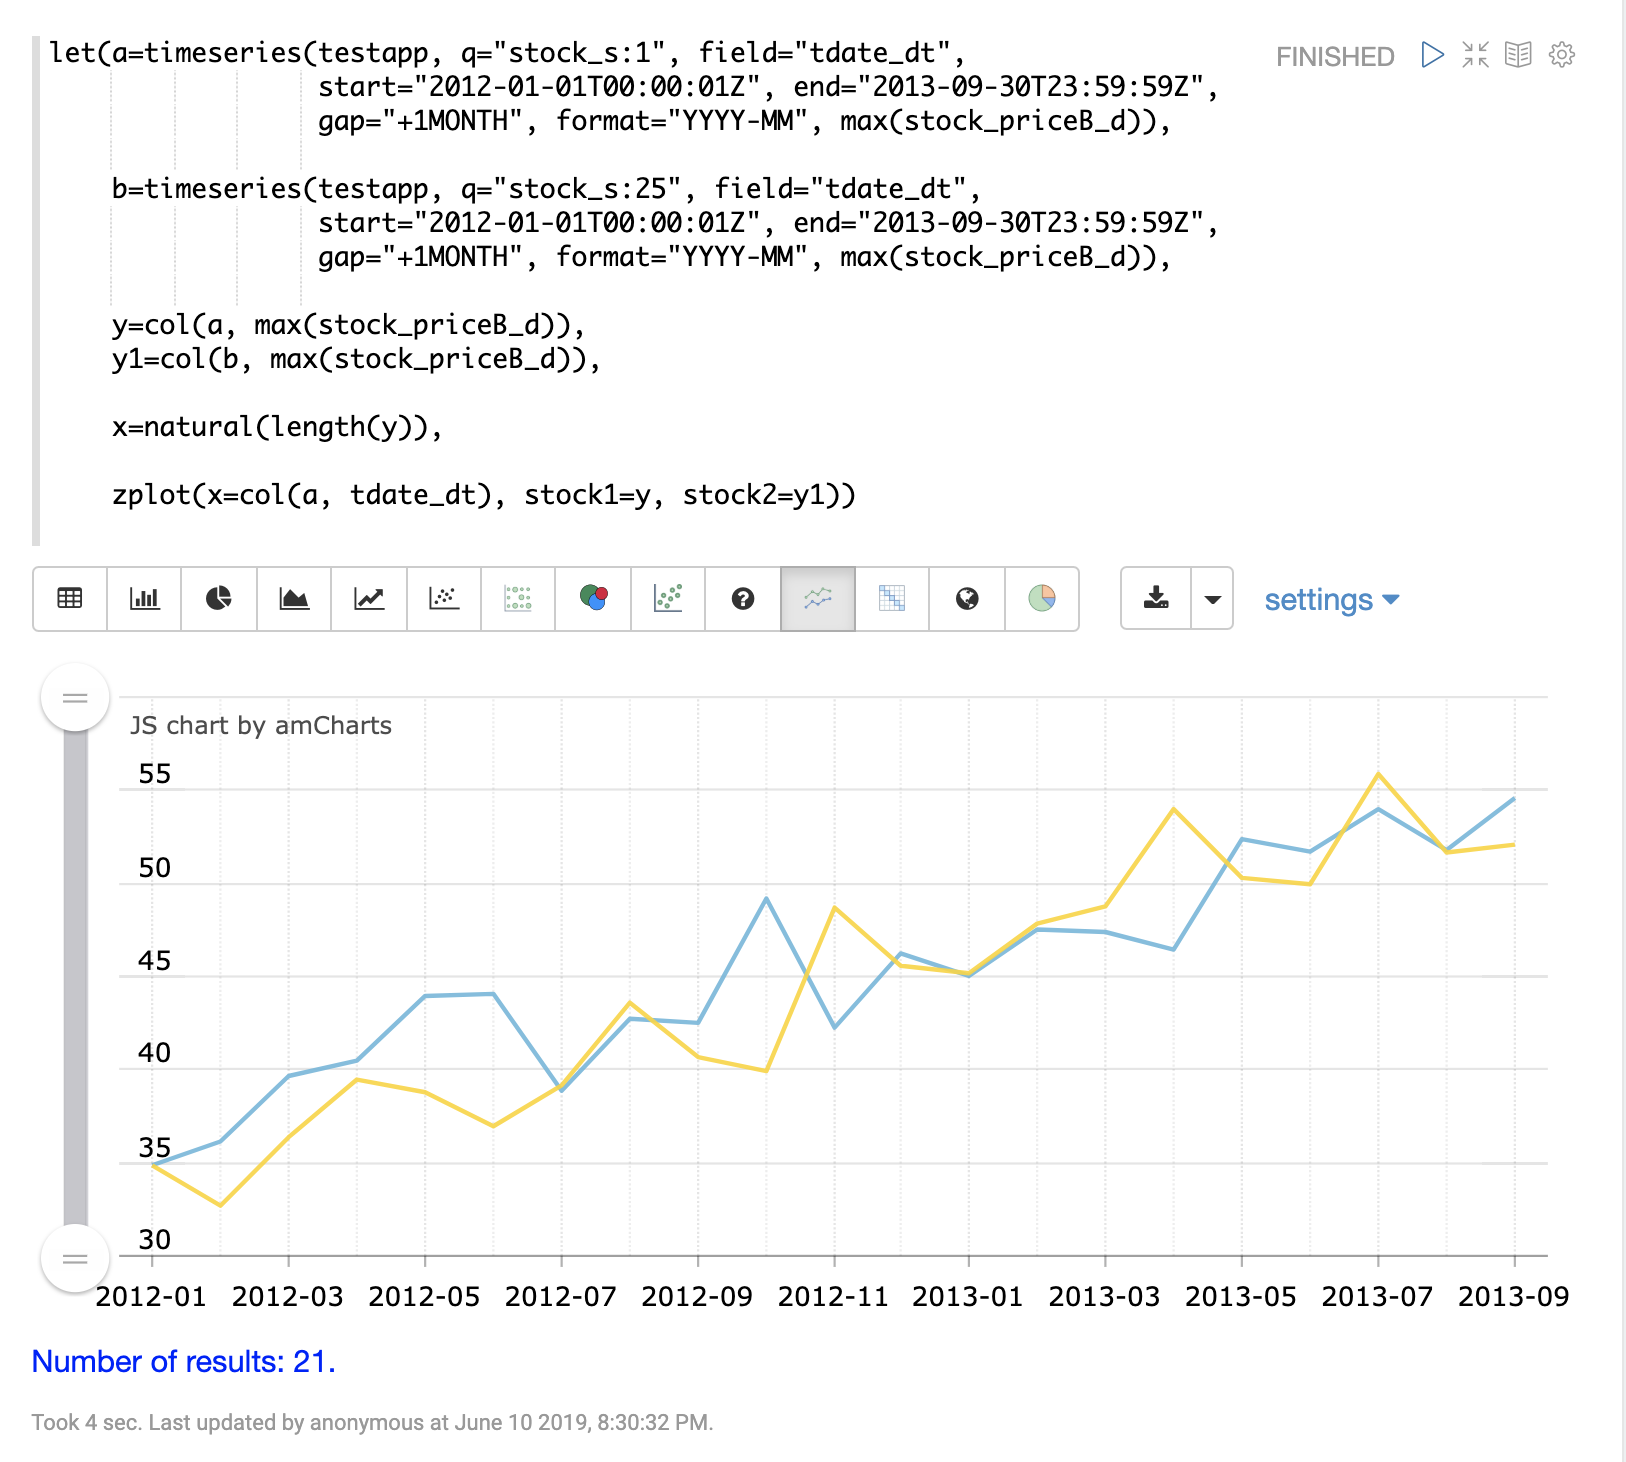 let(a=timeseries(testapp, q="stock_s:1", field="tdate_dt",
FINISHED
start="2012-01-01T00:00:01Z", end="2013-09-30T23:59:59Z",
gap="+1MONTH", format="YYYY-MM", max(stock_priceB_d)),
b=timeseries(testapp, q="stock_s:25", field="tdate_dt",
start="2012-01-01T00:00:01Z", end="2013-09-30T23:59:59Z",
gap="+1MONTH", format="YYYY-MM", max(stock_priceB_d)),
y=col(a, max(stock_priceB_d)),
y1=col(b, max(stock_priceB_d)),
x=natural(length(y)),
zplot(x=col(a, tdate_dt), stock1=y, stock2=y1))
settings
JS chart by amCharts
55
50
45
40
35
30
2012-01 2012-03 2012-05 2012-07 2012-09 2012-11 2013-01 2013-03 2013-05 2013-07 2013-09
Number of results: 21.
Took 4 sec. Last updated by anonymous at June 10 2019, 8:30:32 PM.